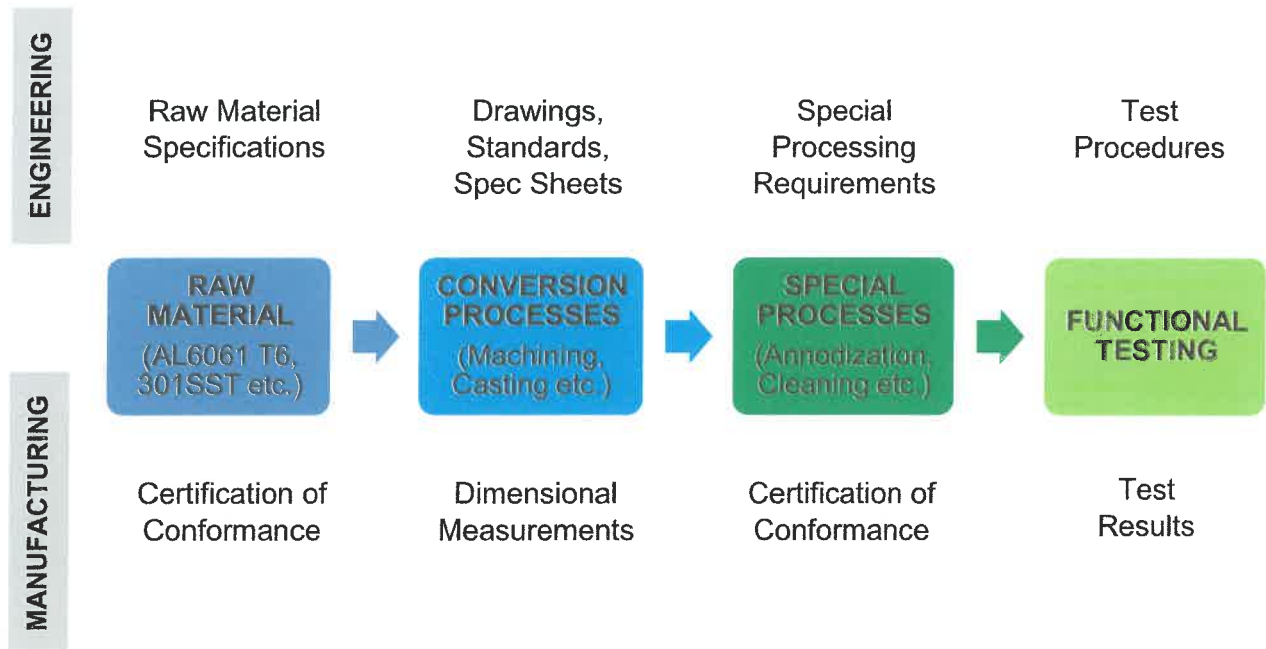 ENGINEERING
Raw Material
Specifications
Drawings,
Standards,
Spec Sheets
Special
Processing
Requirements
Test
Procedures
RAW
MATERIAL
(AL6061 T6,
301SST etc.)
CONVERSION
PROCESSES
(Machining,
Casting etc.)
SPECIAL
PROCESSES
(Annodization,
Cleaning etc.)
FUNCTIONAL
TESTING
MANUFACTURING
Certification of
Conformance
Dimensional
Measurements
Certification of
Conformance
Test
Results